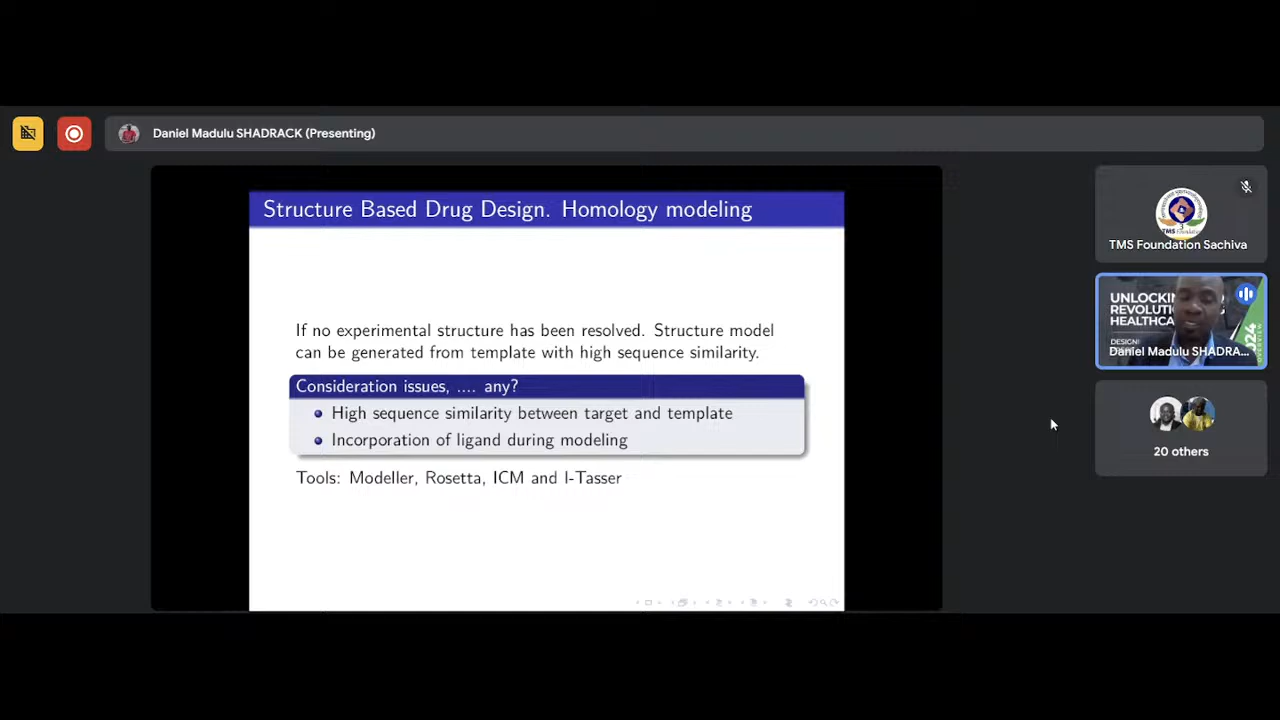 Daniel Madulu SHADRACK (Presenting)
Structure Based Drug Design. Homology modeling
If no experimental structure has been resolved. Structure model
can be generated from template with high sequence similarity.
Consideration issues, .... any?
High sequence similarity between target and template
Incorporation of ligand during modeling
Tools: Modeller, Rosetta, ICM and I-Tasser
TMS Foundation Sachiva
HEALTHCA
DESIGNI
2024
Daniel Madulu SHADRA...
20 others